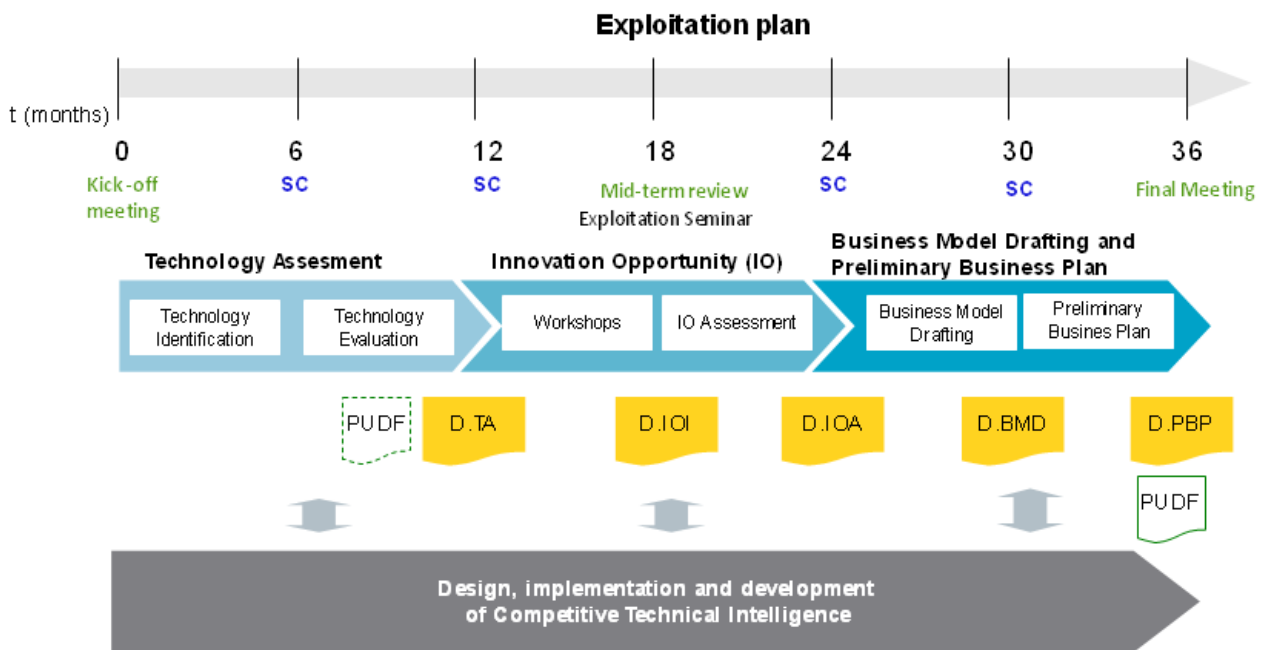 Exploitation plan
t (months)
0 6 12 18 24 30 36
Kick-off
meeting
SC SC Mid-term review SC SC Final Meeting
Exploitation Seminar
Technology Assesment
Innovation Opportunity (IO)
Business Model Drafting and
Preliminary Business Plan
Technology
Identification
Technology
Evaluation
Workshops
IO Assessment
Business Model
Drafting
Preliminary
Busines Plan
PUDF D.TA D.IOI D.IOA D.BMD D.PBP
PUDF
Design, implementation and development
of Competitive Technical Intelligence